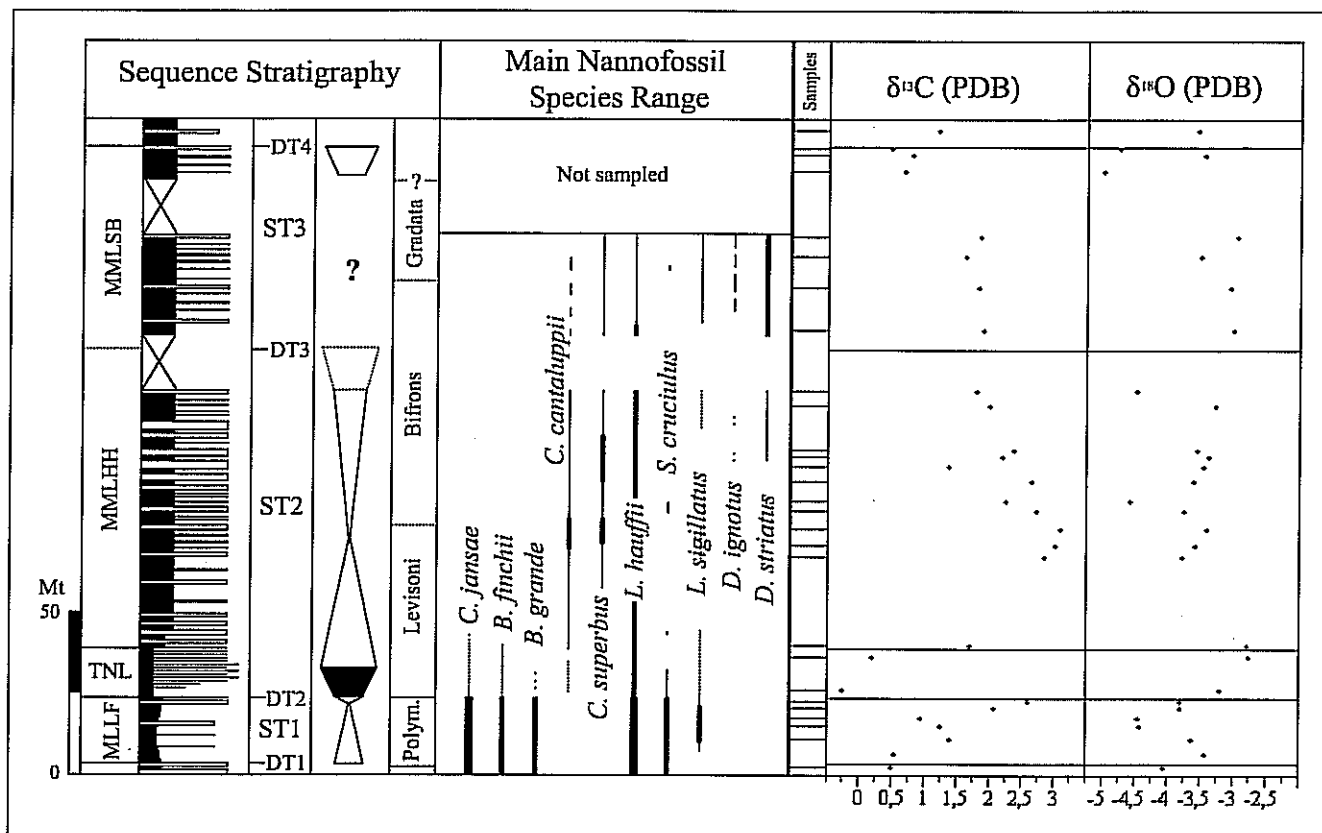 Sequence Stratigraphy
Main Nannofossil
Species Range
Samples
δ¹³C (PDB)
δ¹⁸O (PDB)
DT4
?
Not sampled
MMLSB
ST3
?
Gradata
DT3
C. cantaluppii
S. cruciulus
Bifrons
MMLHH
ST2
C. jansae
B. finchii
B. grande
C. superbus
L. hauffii
L. sigillatus
D. ignotus
D. striatus
Levisoni
Mt
50
TNL
DT2
MLLF
ST1
Polym.
DT1
0
0 0,5 1 1,5 2 2,5 3
-5 -4,5 -4 -3,5 -3 -2,5